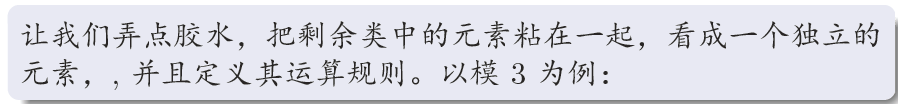 让我们弄点胶水，把剩余类中的元素粘在一起，看成一个独立的
元素，, 并且定义其运算规则。以模 3 为例：